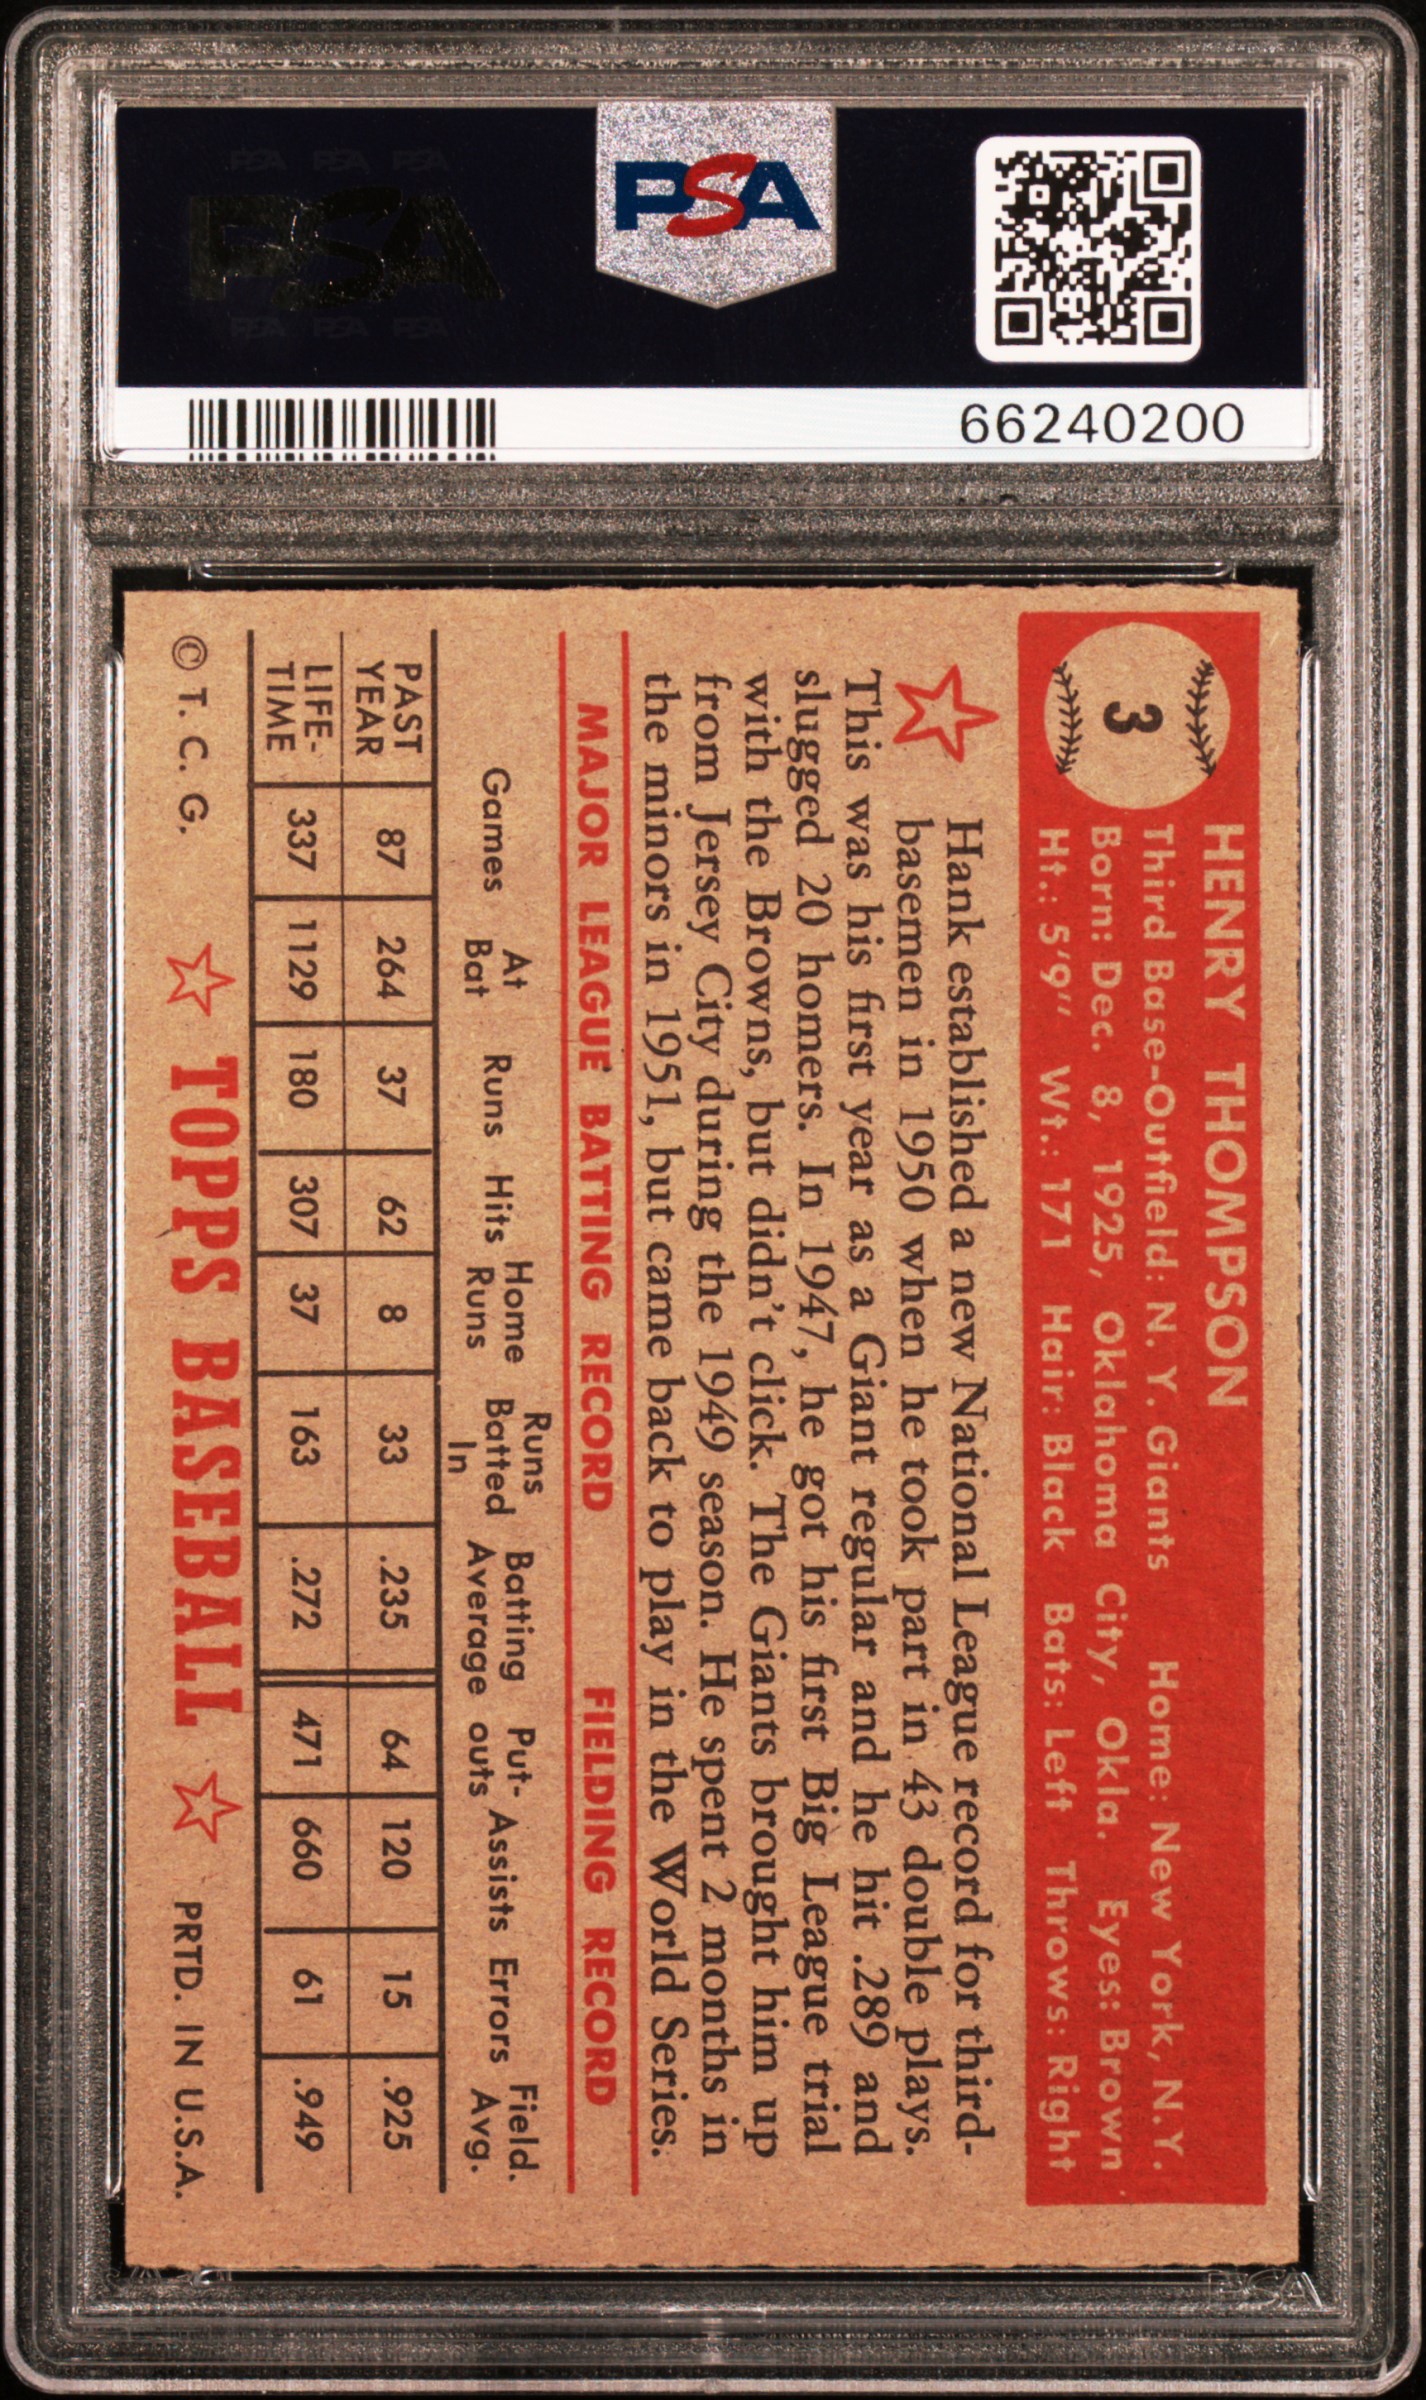 PSA
PSA PSA PSA
PSA
PSA PSA PSA
66240200
3
HENRY THOMPSON
Third Base-Outfield: N. Y. Giants Home: New York, N.Y.
Born: Dec. 8, 1925, Oklahoma City, Okla. Eyes: Brown
Ht.: 5'9" Wt.: 171 Hair: Black Bats: Left Throws: Right
Hank established a new National League record for third-
basemen in 1950 when he took part in 43 double plays.
This was his first year as a Giant regular and he hit .289 and
slugged 20 homers. In 1947, he got his first Big League trial
with the Browns, but didn't click. The Giants brought him up
from Jersey City during the 1949 season. He spent 2 months in
the minors in 1951, but came back to play in the World Series.
MAJOR LEAGUE BATTING RECORD FIELDING RECORD
Games At Bat Runs Hits Home Runs Runs Batted In Batting Average Put-outs Assists Errors Field. Avg.
PAST YEAR 87 264 37 62 8 33 .235 64 120 15 .925
LIFE-TIME 337 1129 180 307 37 163 .272 471 660 61 .949
© T. C. G. TOPPS BASEBALL PRTD. IN U.S.A.
PSA